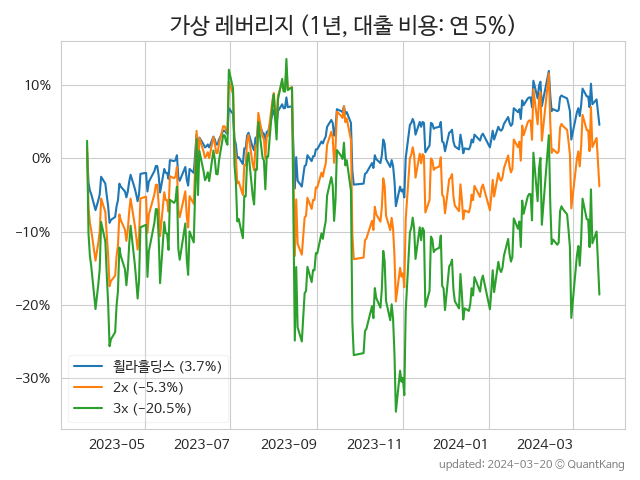 가상 레버리지 (1년, 대출 비용: 연 5%)
10%
0%
−10%
−20%
−30%
휠라홀딩스 (3.7%)
2x (−5.3%)
3x (−20.5%)
2023−05 2023−07 2023−09 2023−11 2024−01 2024−03
updated: 2024−03−20 © QuantKang